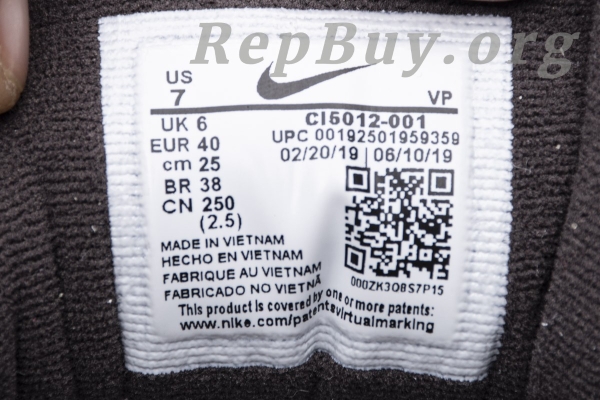 RepBuy.org
US
7
VP
UK 6
EUR 40
cm 25
BR 38
CN 250
(2.5)
CI5012-001
UPC 00192501959359
02/20/19 | 06/10/19
000ZK3OBS7P15
MADE IN VIETNAM
HECHO EN VIETNAM
FABRIQUE AU VIETNAM
FABRICADO NO VIETNÃ
This product is covered by one or more patents:
www.nike.com/patentsvirtualmarking